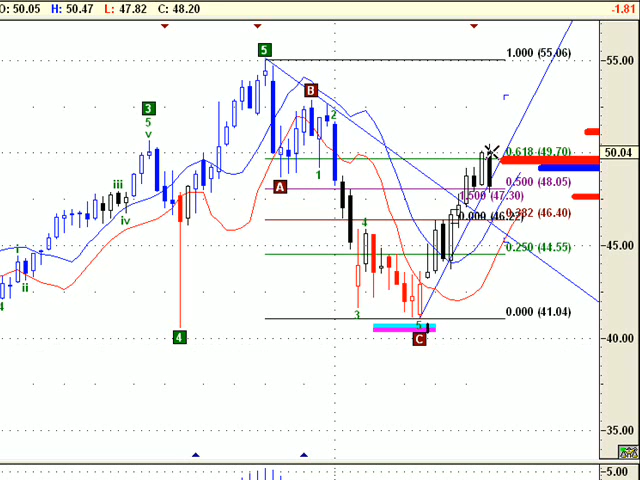 O: 50.05 H: 50.47 L: 47.82 C: 48.20 -1.81
5
1.000 (55.06)
55.00
B
3
5
v
2
50.04
0.618 (49.70)
iii
A
1
0.500 (48.05)
1.500 (47.30)
iv
4
0.000 (46.27)
0.382 (46.40)
i
45.00
0.250 (44.55)
ii
4
3
0.000 (41.04)
5
4
C
40.00
35.00
5.00